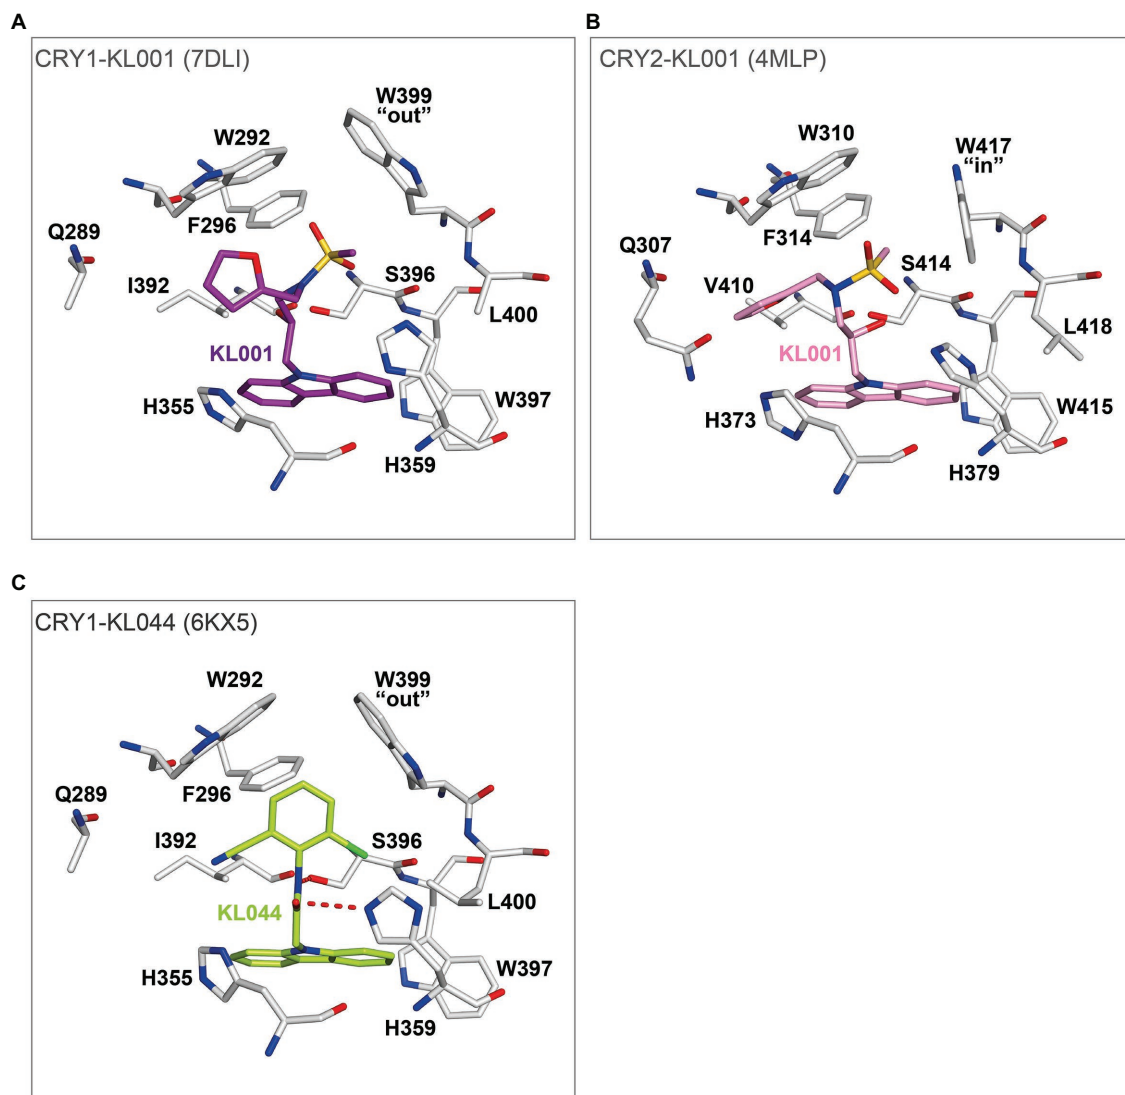 A
CRY1-KL001 (7DLI)
W399
“out”
W292
Q289
F296
I392
S396
L400
KL001
H355
W397
H359
B
CRY2-KL001 (4MLP)
W310
W417
“in”
Q307
F314
V410
S414
L418
KL001
H373
W415
H379
C
CRY1-KL044 (6KX5)
W292
W399
“out”
Q289
F296
I392
S396
KL044
L400
H355
W397
H359